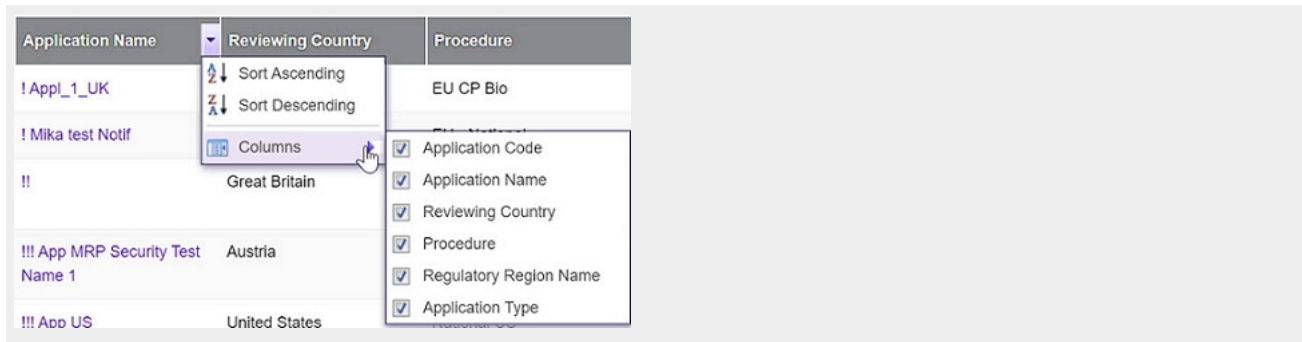 Application Name Reviewing Country Procedure
Sort Ascending
! Appl_1_UK EU CP Bio
Sort Descending
! Mika test Notif
Columns Application Code
!! Great Britain Application Name
Reviewing Country
Procedure
!!! App MRP Security Test Austria
Name 1 Regulatory Region Name
Application Type
!!! App US United States